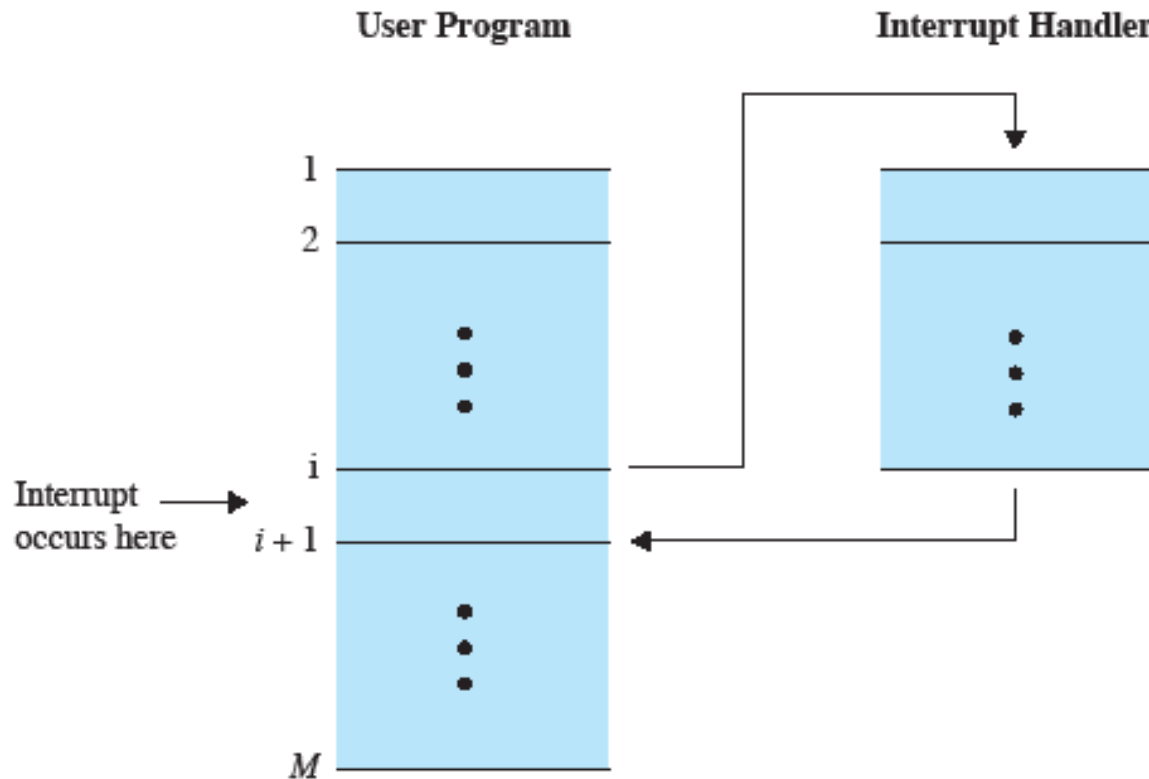 User Program
Interrupt Handler
1
2
i
Interrupt
occurs here
i + 1
M